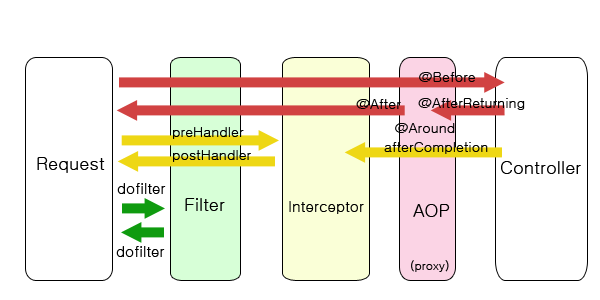 @Before
@After
@AfterReturning
preHandler
@Around
postHandler
afterCompletion
Request
Controller
dofilter
Filter
Interceptor
AOP
dofilter
(proxy)